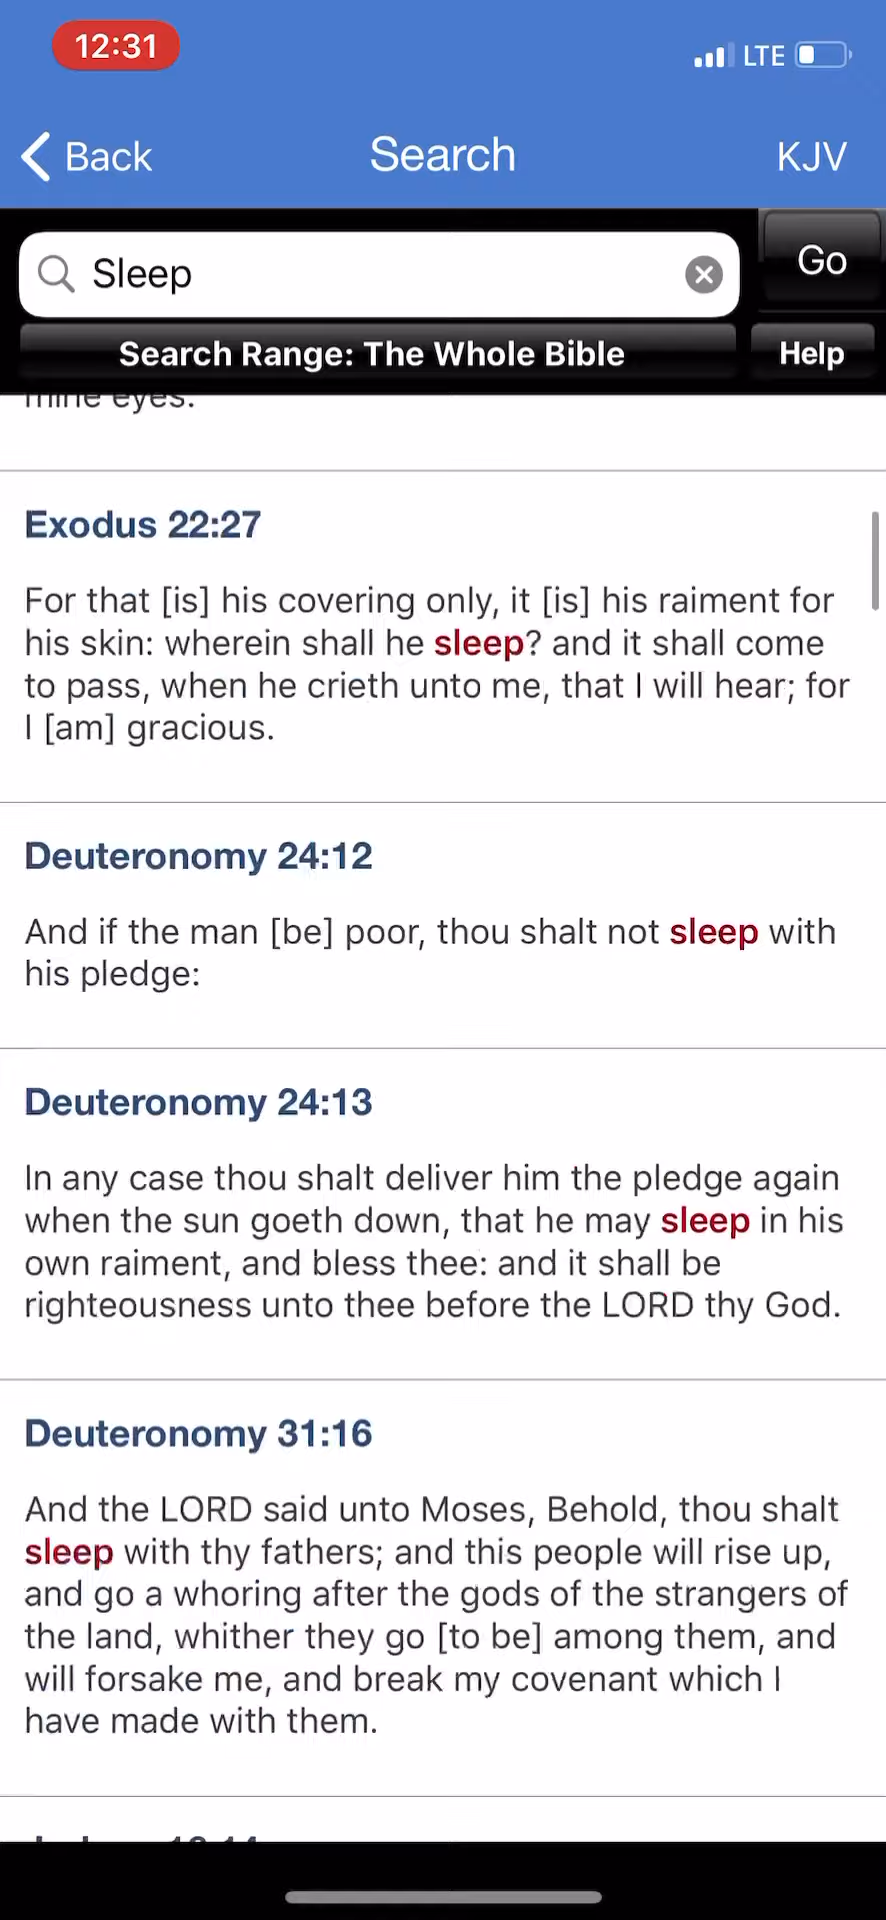 12:31
LTE
Back
Search
KJV
Sleep
Go
Search Range: The Whole Bible
Help
mine eyes.
Exodus 22:27
For that [is] his covering only, it [is] his raiment for
his skin: wherein shall he sleep? and it shall come
to pass, when he crieth unto me, that I will hear; for
I [am] gracious.
Deuteronomy 24:12
And if the man [be] poor, thou shalt not sleep with
his pledge:
Deuteronomy 24:13
In any case thou shalt deliver him the pledge again
when the sun goeth down, that he may sleep in his
own raiment, and bless thee: and it shall be
righteousness unto thee before the LORD thy God.
Deuteronomy 31:16
And the LORD said unto Moses, Behold, thou shalt
sleep with thy fathers; and this people will rise up,
and go a whoring after the gods of the strangers of
the land, whither they go [to be] among them, and
will forsake me, and break my covenant which I
have made with them.